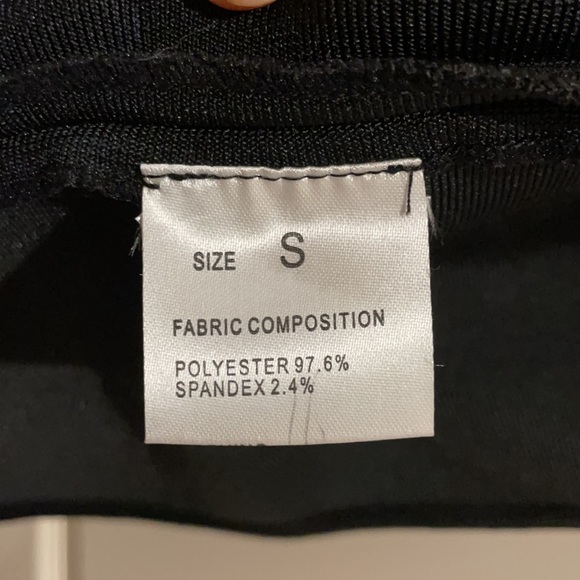 SIZE S
FABRIC COMPOSITION
POLYESTER 97.6%
SPANDEX 2.4%